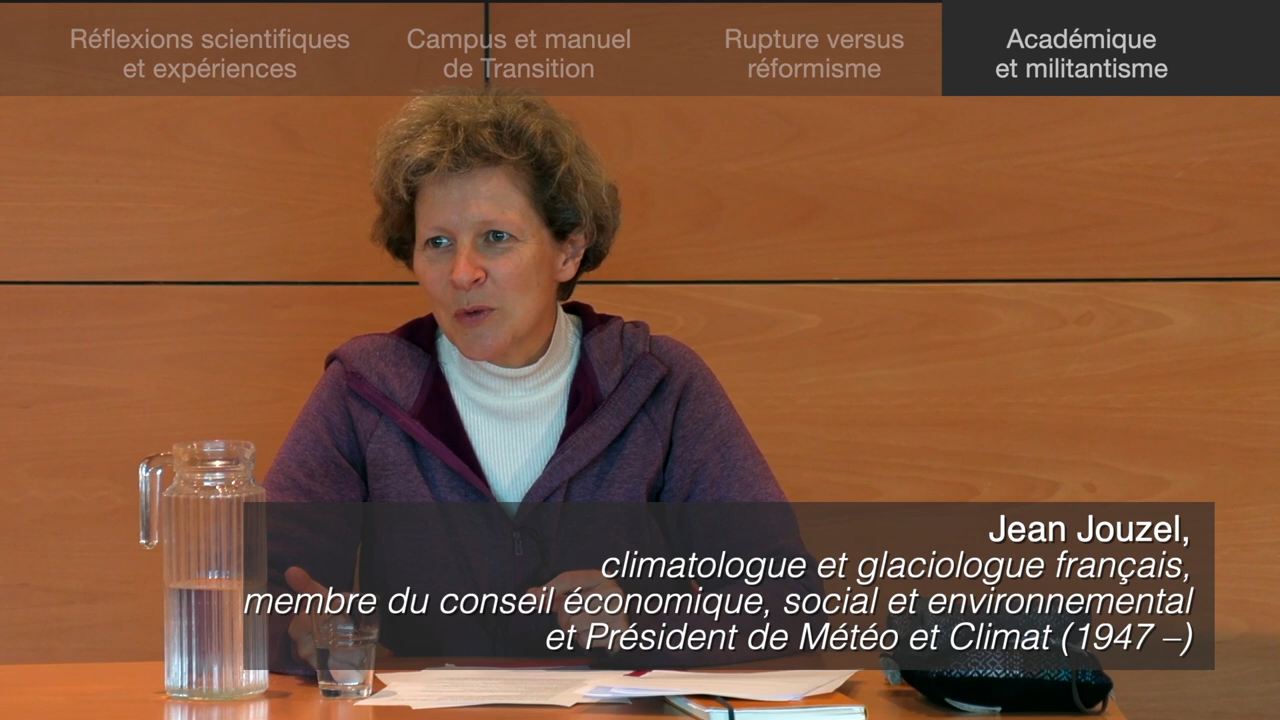 Réflexions scientifiques
et expériences
Campus et manuel
de Transition
Rupture versus
réformisme
Académique
et militantisme
Jean Jouzel,
climatologue et glaciologue français,
membre du conseil économique, social et environnemental
et Président de Météo et Climat (1947 –)